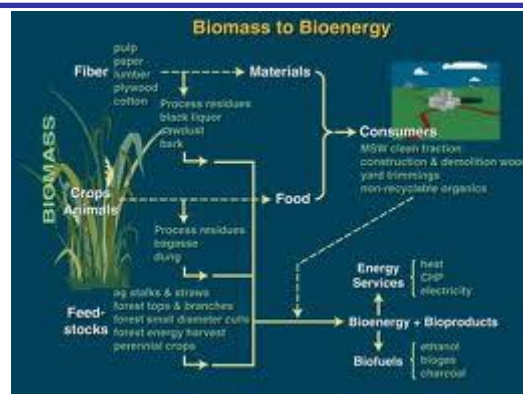 Biomass to Bioenergy
BIOMASS
Fiber
pulp
paper
lumber
plywood
cotton
Materials
Process residues
black liquor
sawdust
bark
Consumers
MSW clean fraction
construction & demolition wood
yard trimmings
non-recyclable organics
Crops
Animals
Food
Process residues
bagasse
dung
Feed-
stocks
ag stalks & straws
forest tops & branches
forest small diameter culls
forest energy harvest
perennial crops
Energy
Services
heat
CHP
electricity
Bioenergy + Bioproducts
Biofuels
ethanol
biogas
charcoal